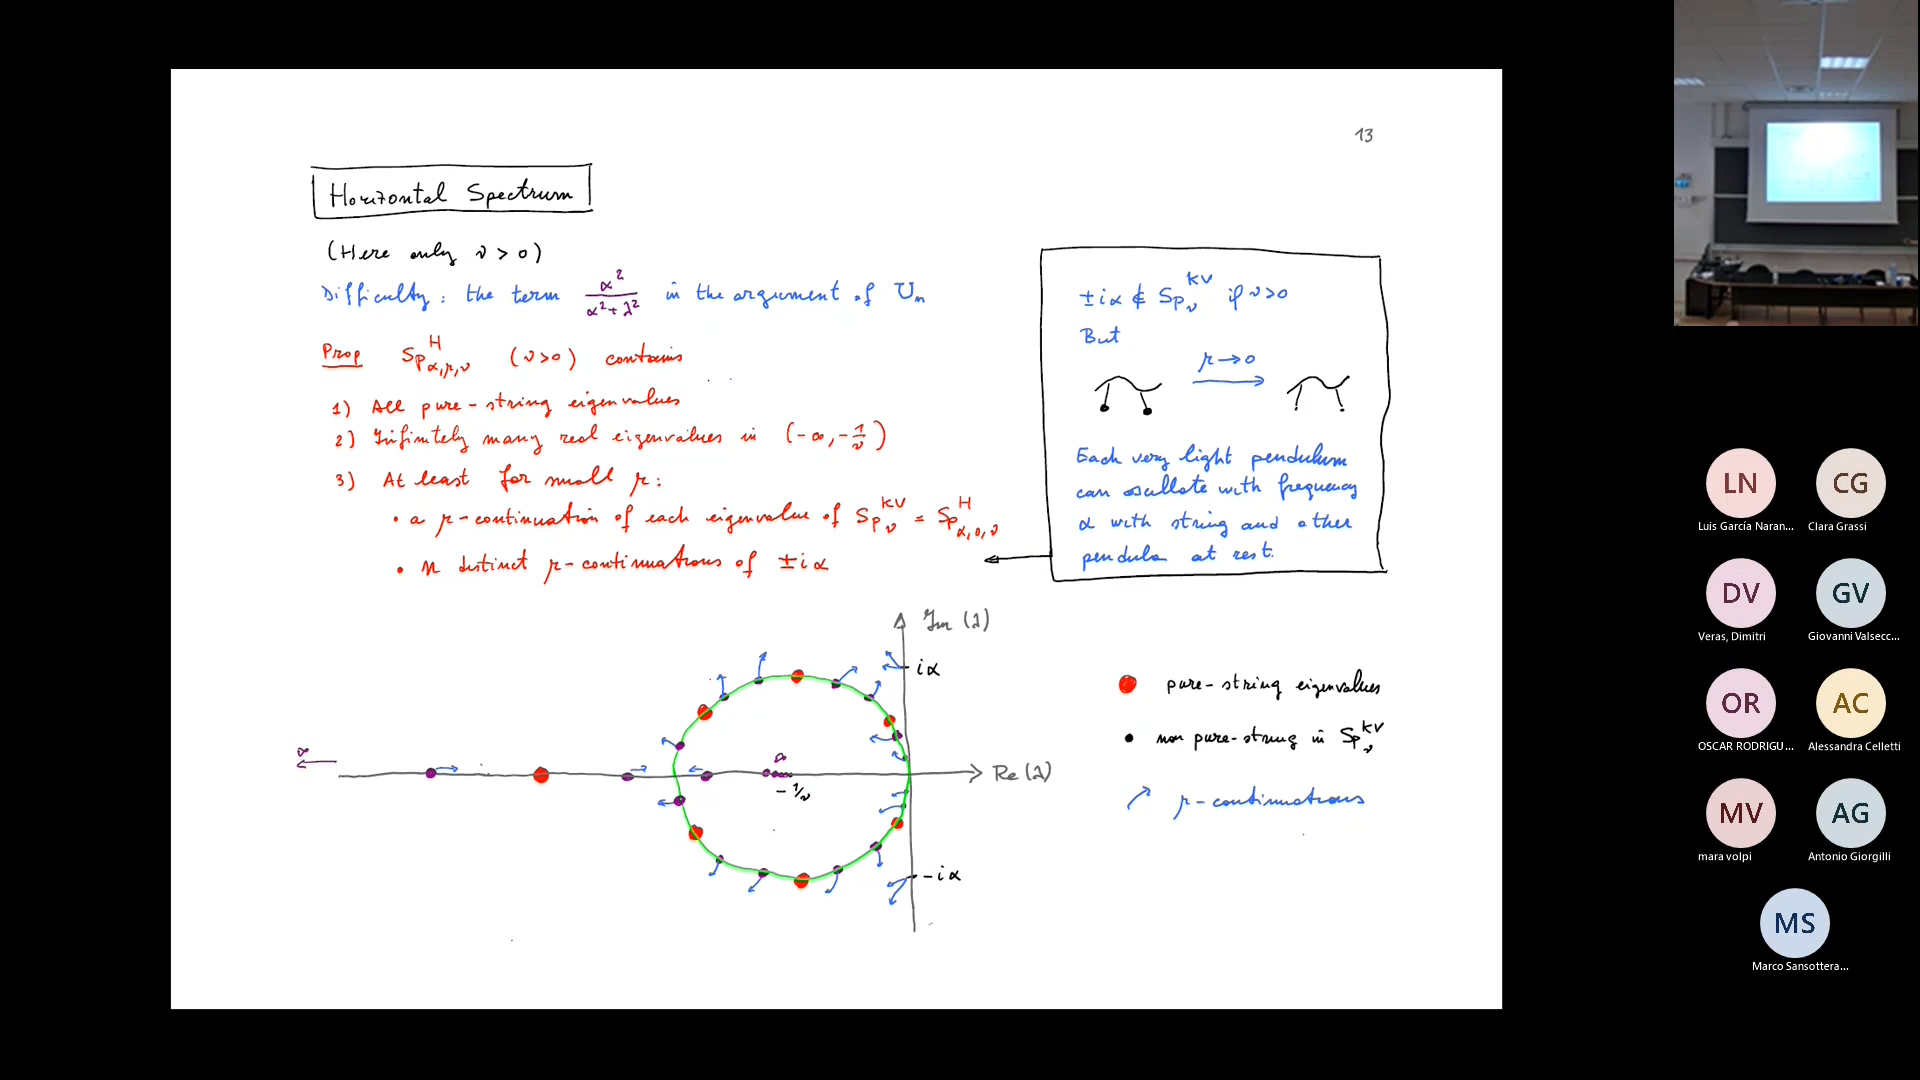 13
Horizontal Spectrum
(Here only ν > 0)
Difficulty: the term α²/(α²+λ²) in the argument of Uₙ
Prop Sp^H_{α,μ,ν} (ν>0) contains
1) All pure-string eigenvalues
2) Infinitely many real eigenvalues in (-∞, -1/ν)
3) At least for small μ:
• a μ-continuation of each eigenvalue of Sp^{KV}_ν = Sp^H_{α,0,ν}
• n distinct μ-continuations of ±iα
±iα ∉ Sp^{KV}_ν if ν>0
But
μ→0
Each very light pendulum
can oscillate with frequency
α with string and other
pendula at rest.
Im(λ)
iα
∞
∞
-1/ν
Re(λ)
-iα
pure-string eigenvalues
non pure-string in Sp^{KV}_ν
μ-continuations
LN
Luis García Naran...
CG
Clara Grassi
DV
Veras, Dimitri
GV
Giovanni Valsecc...
OR
OSCAR RODRIGU...
AC
Alessandra Celletti
MV
mara volpi
AG
Antonio Giorgilli
MS
Marco Sansottera...